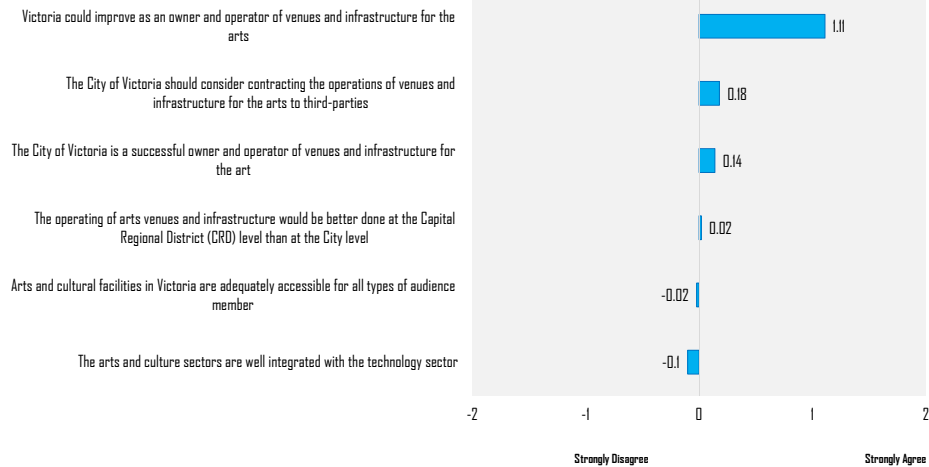 Victoria could improve as an owner and operator of venues and infrastructure for the
arts
1.11
The City of Victoria should consider contracting the operations of venues and
infrastructure for the arts to third-parties
0.18
The City of Victoria is a successful owner and operator of venues and infrastructure for
the art
0.14
The operating of arts venues and infrastructure would be better done at the Capital
Regional District (CRD) level than at the City level
0.02
Arts and cultural facilities in Victoria are adequately accessible for all types of audience
member
-0.02
The arts and culture sectors are well integrated with the technology sector
-0.1
-2 -1 0 1 2
Strongly Disagree Strongly Agree